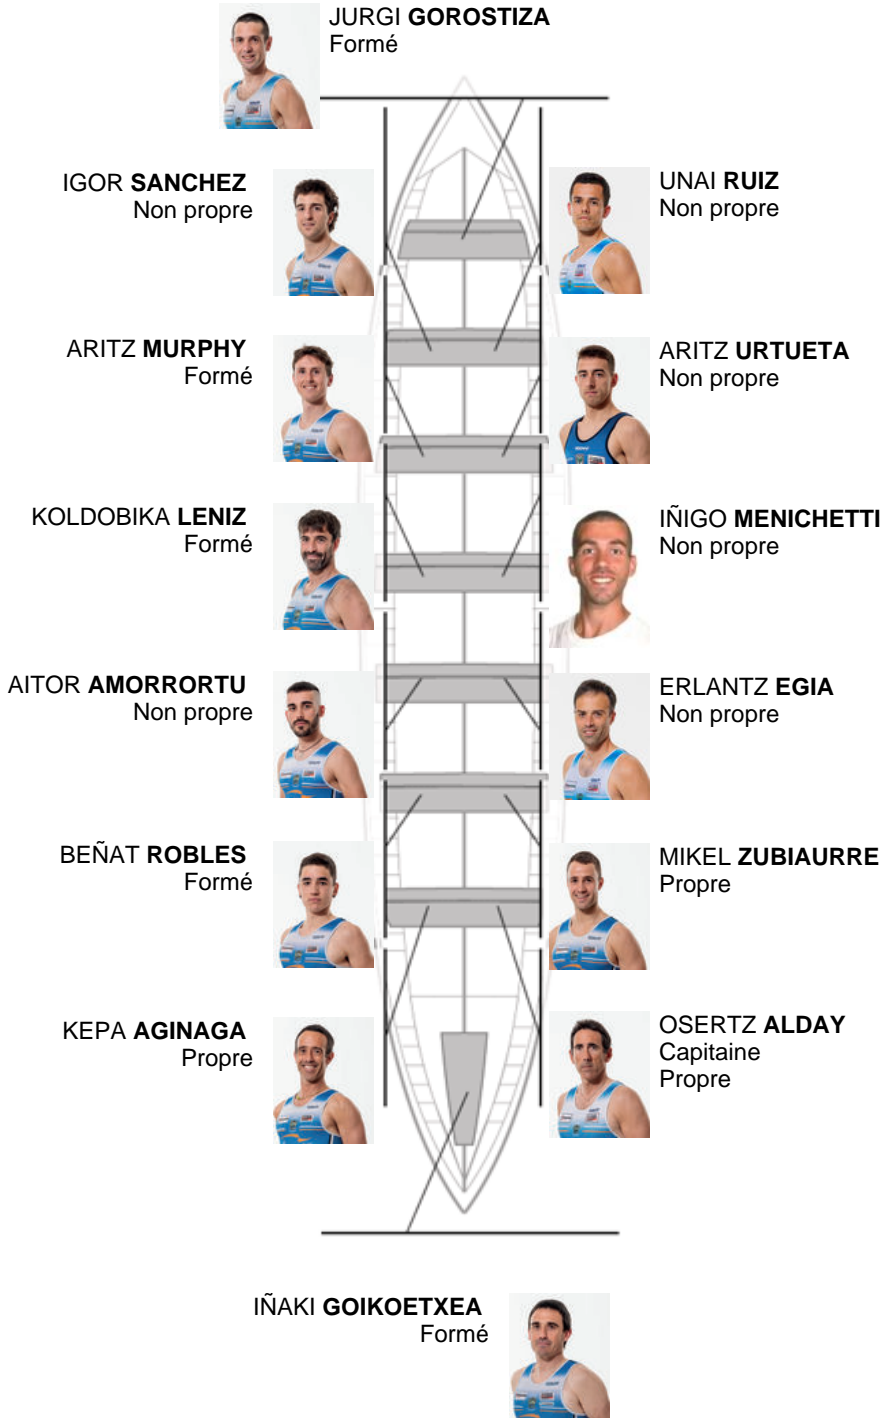 JURGI GOROSTIZA
Formé
IGOR SANCHEZ
Non propre
UNAI RUIZ
Non propre
ARITZ MURPHY
Formé
ARITZ URTUETA
Non propre
KOLDOBIKA LENIZ
Formé
IÑIGO MENICHETTI
Non propre
AITOR AMORRORTU
Non propre
ERLANTZ EGIA
Non propre
BEÑAT ROBLES
Formé
MIKEL ZUBIAURRE
Propre
KEPA AGINAGA
Propre
OSERTZ ALDAY
Capitaine
Propre
IÑAKI GOIKOETXEA
Formé